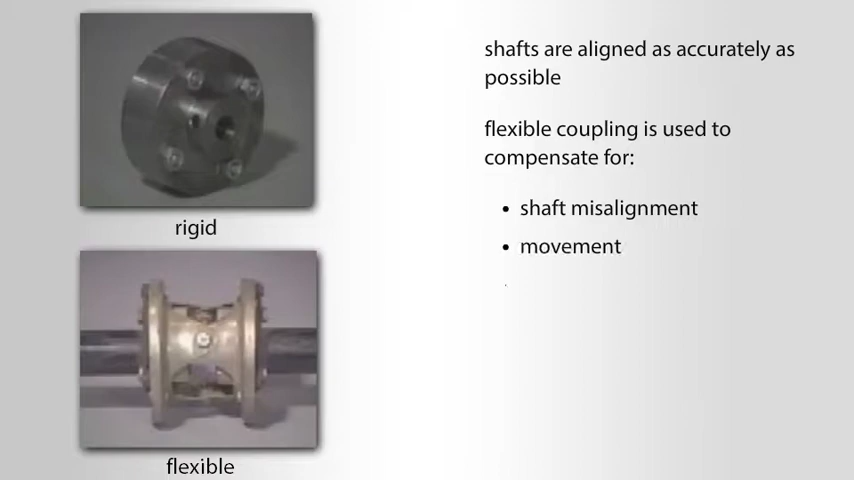 shafts are aligned as accurately as
possible
flexible coupling is used to
compensate for:
• shaft misalignment
• movement
rigid
flexible